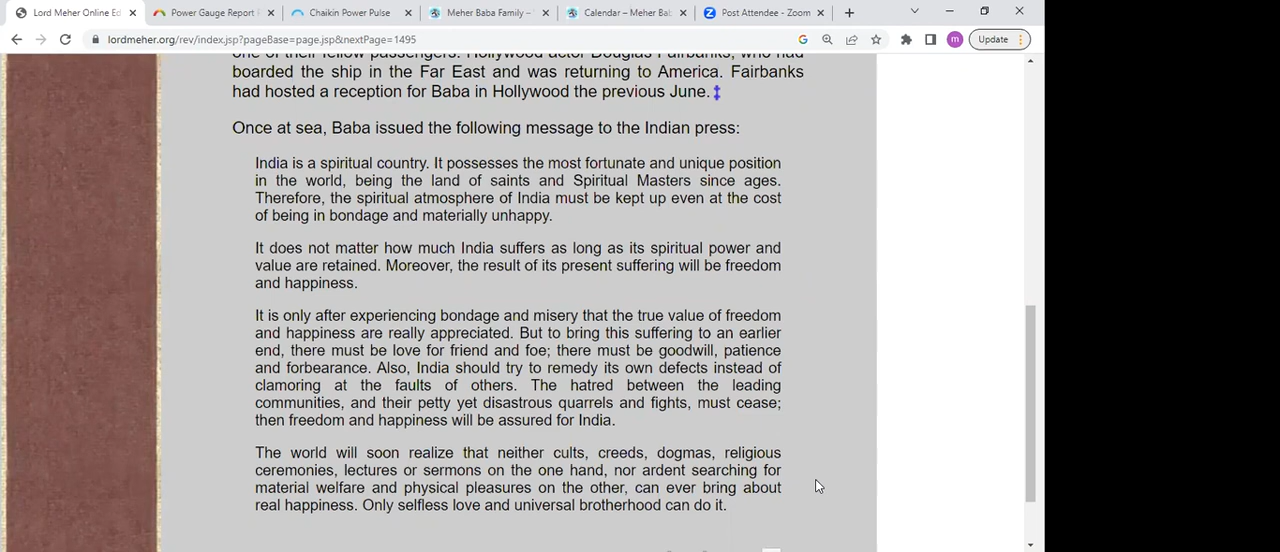 Lord Meher Online Ed
Power Gauge Report
Chaikin Power Pulse
Meher Baba Family –
Calendar – Meher Bab
Post Attendee - Zoom
lordmeher.org/rev/index.jsp?pageBase=page.jsp&nextPage=1495
m
Update
one of their fellow passengers: Hollywood actor Douglas Fairbanks, who had
boarded the ship in the Far East and was returning to America. Fairbanks
had hosted a reception for Baba in Hollywood the previous June.
Once at sea, Baba issued the following message to the Indian press:
India is a spiritual country. It possesses the most fortunate and unique position
in the world, being the land of saints and Spiritual Masters since ages.
Therefore, the spiritual atmosphere of India must be kept up even at the cost
of being in bondage and materially unhappy.
It does not matter how much India suffers as long as its spiritual power and
value are retained. Moreover, the result of its present suffering will be freedom
and happiness.
It is only after experiencing bondage and misery that the true value of freedom
and happiness are really appreciated. But to bring this suffering to an earlier
end, there must be love for friend and foe; there must be goodwill, patience
and forbearance. Also, India should try to remedy its own defects instead of
clamoring at the faults of others. The hatred between the leading
communities, and their petty yet disastrous quarrels and fights, must cease;
then freedom and happiness will be assured for India.
The world will soon realize that neither cults, creeds, dogmas, religious
ceremonies, lectures or sermons on the one hand, nor ardent searching for
material welfare and physical pleasures on the other, can ever bring about
real happiness. Only selfless love and universal brotherhood can do it.